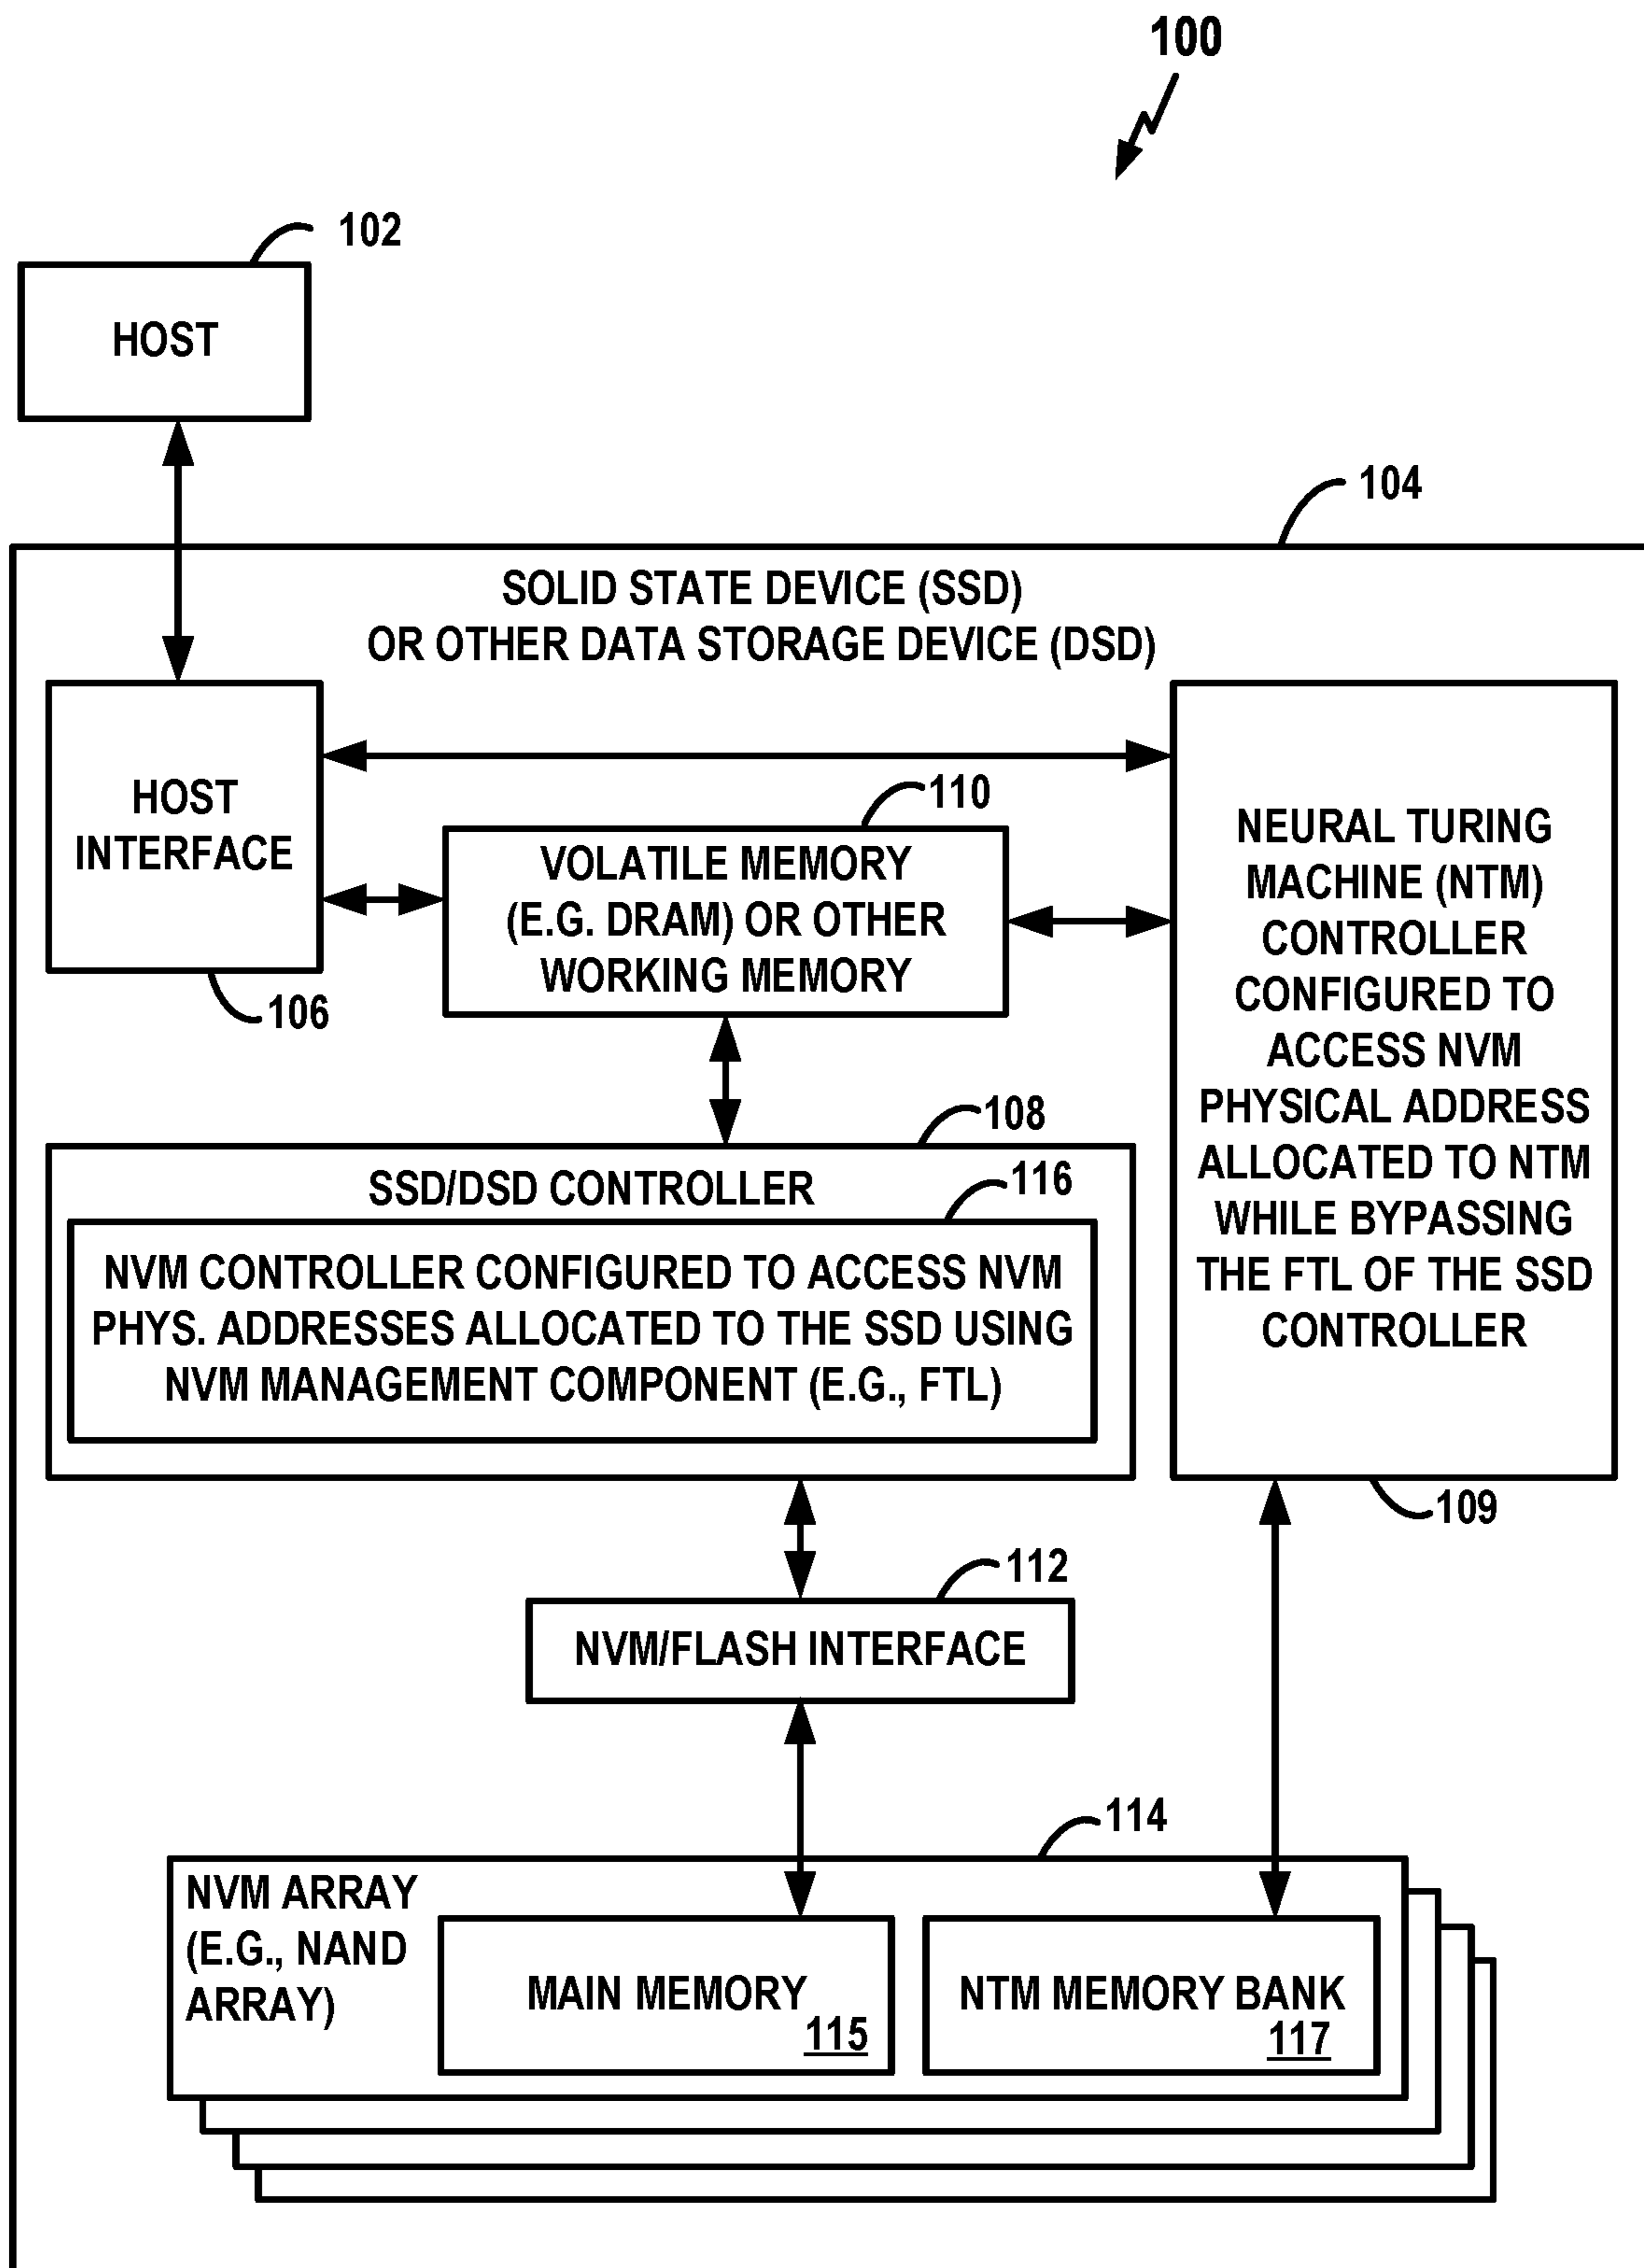 100
102
HOST
104
SOLID STATE DEVICE (SSD)
OR OTHER DATA STORAGE DEVICE (DSD)
HOST
INTERFACE
106
110
VOLATILE MEMORY
(E.G. DRAM) OR OTHER
WORKING MEMORY
NEURAL TURING
MACHINE (NTM)
CONTROLLER
CONFIGURED TO
ACCESS NVM
PHYSICAL ADDRESS
ALLOCATED TO NTM
WHILE BYPASSING
THE FTL OF THE SSD
CONTROLLER
109
108
SSD/DSD CONTROLLER
116
NVM CONTROLLER CONFIGURED TO ACCESS NVM
PHYS. ADDRESSES ALLOCATED TO THE SSD USING
NVM MANAGEMENT COMPONENT (E.G., FTL)
112
NVM/FLASH INTERFACE
114
NVM ARRAY
(E.G., NAND
ARRAY)
MAIN MEMORY
115
NTM MEMORY BANK
117